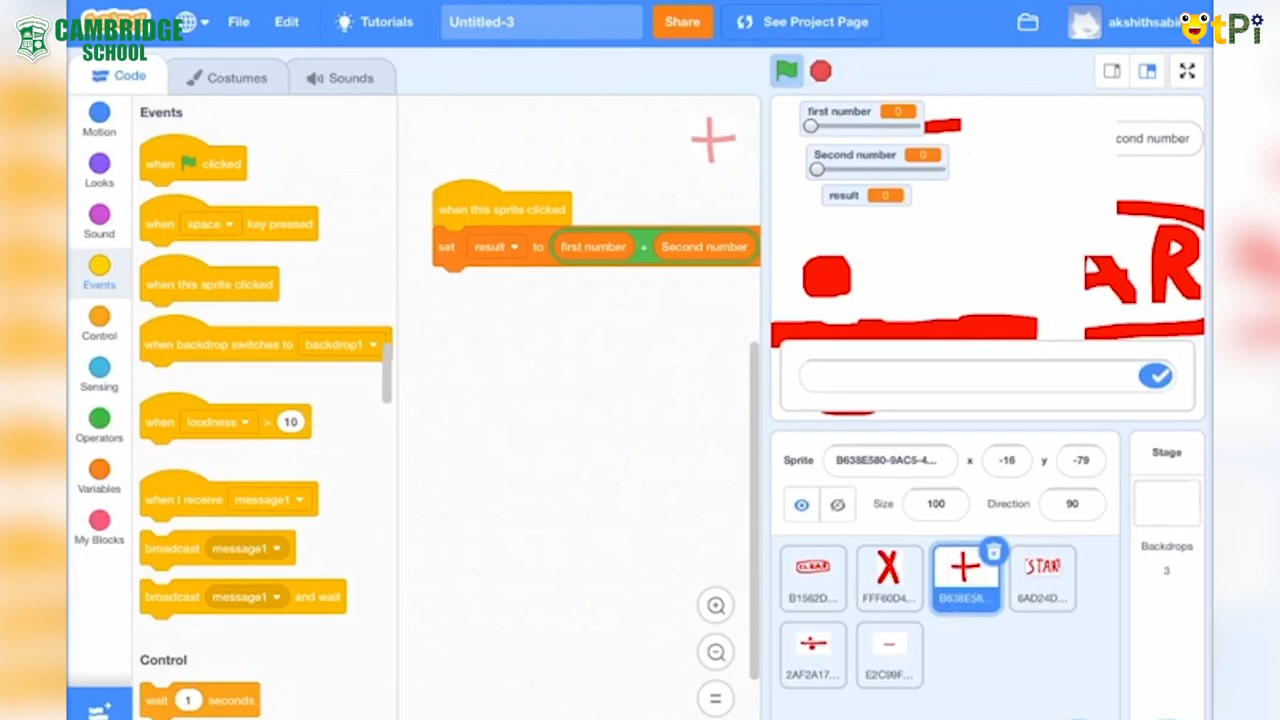 CAMBRIDGE
SCHOOL
File
Edit
Tutorials
Untitled-3
Share
See Project Page
akshithsabi
OtPi
Code
Costumes
Sounds
Motion
Looks
Sound
Events
Control
Sensing
Operators
Variables
My Blocks
Events
when clicked
when space key pressed
when this sprite clicked
when backdrop switches to backdrop1
when loudness > 10
when I receive message1
broadcast message1
broadcast message1 and wait
Control
wait 1 seconds
when this sprite clicked
set result to first number + Second number
first number 0
Second number 0
result 0
cond number
AR
Sprite B638E580-9AC5-4... x -16 y -79
Size 100 Direction 90
CLEAR
B1562D...
X
FFF60D4...
+
B638E58...
START
6AD24D...
÷
2AF2A17...
-
E2C99F...
Stage
Backdrops
3